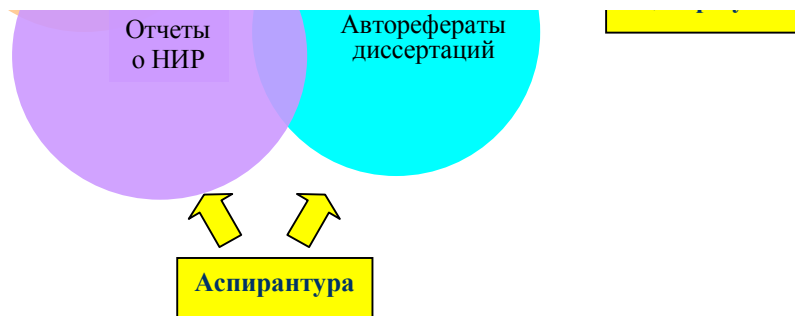 Отчеты
о НИР
Авторефераты
диссертаций
Аспирантура